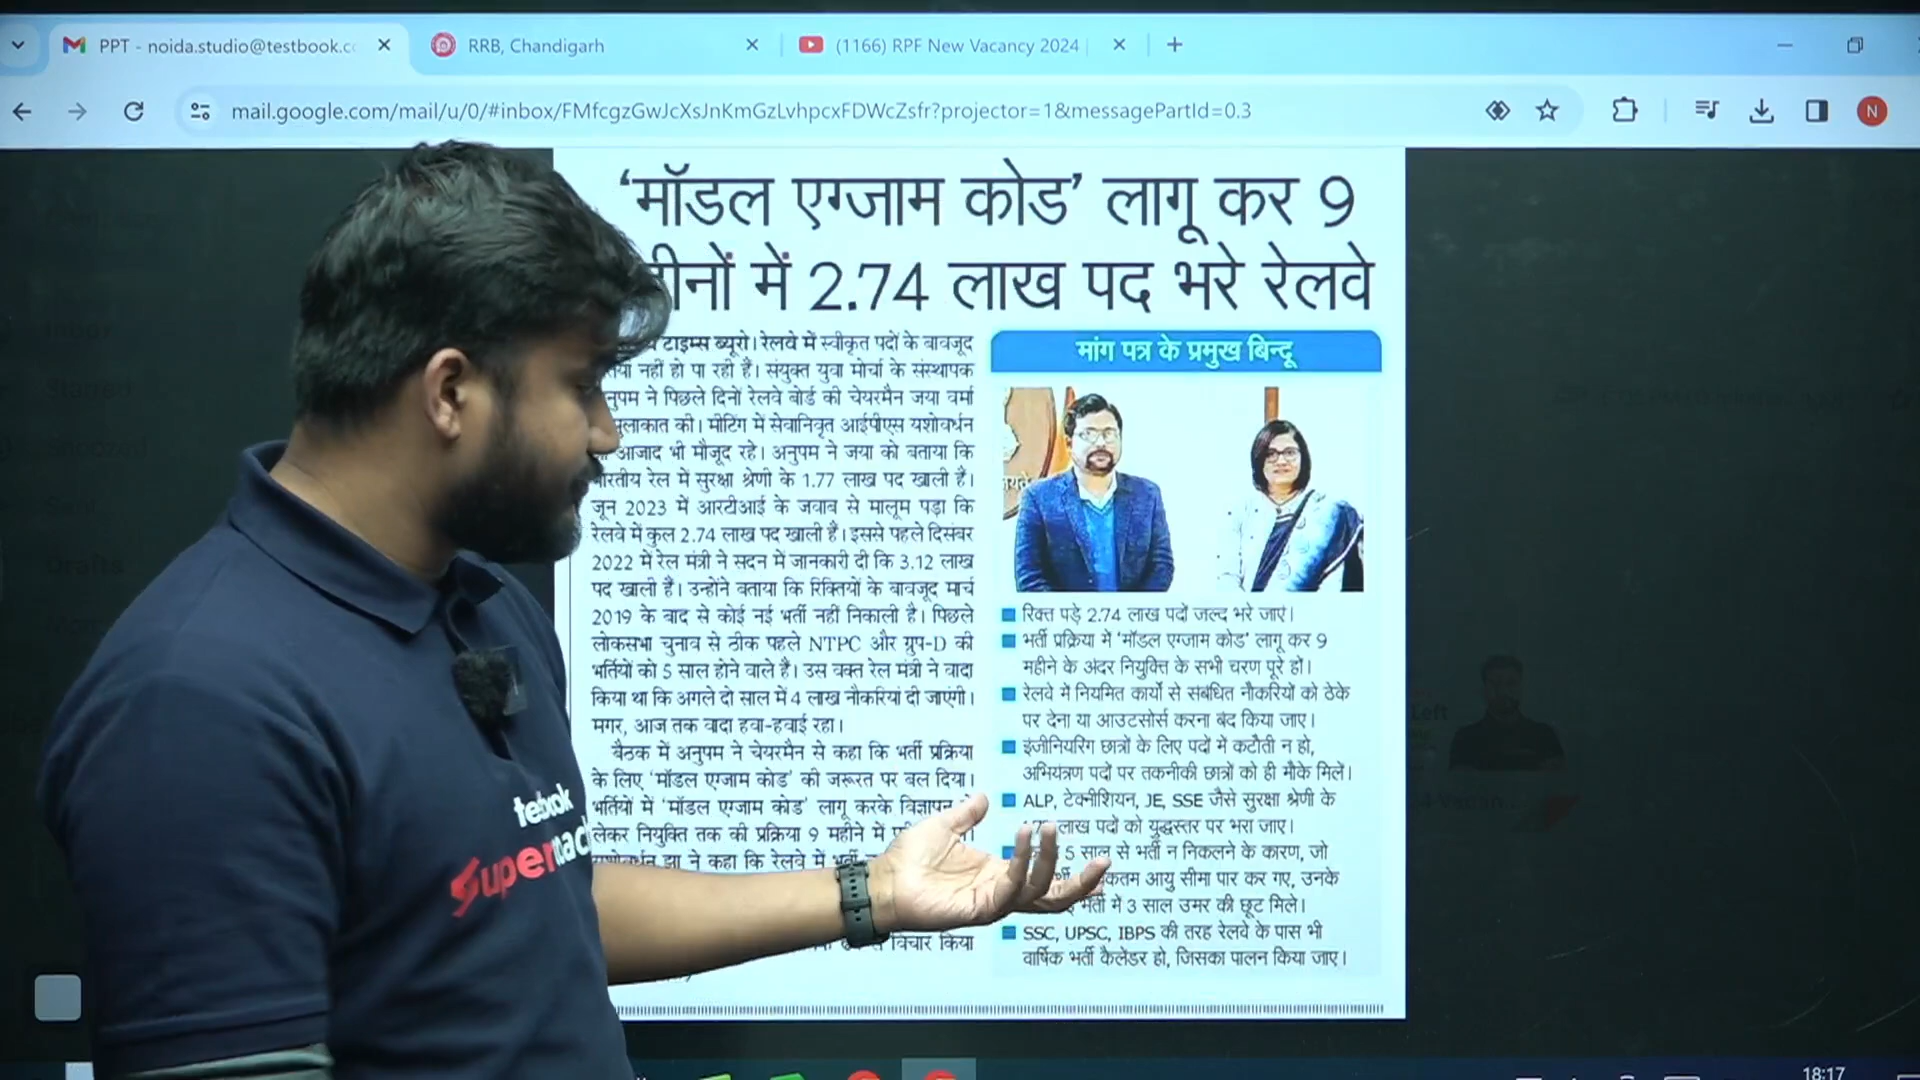 PPT - noida.studio@testbook.c
RRB, Chandigarh
(1166) RPF New Vacancy 2024
mail.google.com/mail/u/0/#inbox/FMfcgzGwJcXsJnKmGzLvhpcxFDWcZsfr?projector=1&messagePartId=0.3
N
‘मॉडल एग्जाम कोड’ लागू कर 9
में 2.74 लाख पद भरे रेलवे
टाइम्स ब्यूरो। रेलवे में स्वीकृत पदों के बावजूद
नहीं हो पा रही हैं। संयुक्त युवा मोर्चा के संस्थापक
ने पिछले दिनों रेलवे बोर्ड की चेयरमैन जया वर्मा
की। मीटिंग में सेवानिवृत आईपीएस यशोवर्धन
आजाद भी मौजूद रहे। अनुपम ने जया को बताया कि
रेल में सुरक्षा श्रेणी के 1.77 लाख पद खाली हैं।
जून 2023 में आरटीआई के जवाब से मालूम पड़ा कि
रेलवे में कुल 2.74 लाख पद खाली हैं। इससे पहले दिसंबर
2022 में रेल मंत्री ने सदन में जानकारी दी कि 3.12 लाख
पद खाली हैं। उन्होंने बताया कि रिक्तियों के बावजूद मार्च
2019 के बाद से कोई नई भर्ती नहीं निकाली है। पिछले
लोकसभा चुनाव से ठीक पहले NTPC और ग्रुप-D की
भर्तियों को 5 साल होने वाले हैं। उस वक्त रेल मंत्री ने वादा
किया था कि अगले दो साल में 4 लाख नौकरियां दी जाएंगी।
मगर, आज तक वादा हवा-हवाई रहा।
बैठक में अनुपम ने चेयरमैन से कहा कि भर्ती प्रक्रिया
के लिए ‘मॉडल एग्जाम कोड’ की जरूरत पर बल दिया।
भर्तियों में ‘मॉडल एग्जाम कोड’ लागू करके विज्ञापन
लेकर नियुक्ति तक की प्रक्रिया 9 महीने में
झा ने कहा कि रेलवे में भर्ती
विचार किया
मांग पत्र के प्रमुख बिन्दू
रिक्त पड़े 2.74 लाख पदों जल्द भरे जाएं।
भर्ती प्रक्रिया में ‘मॉडल एग्जाम कोड’ लागू कर 9
महीने के अंदर नियुक्ति के सभी चरण पूरे हों।
रेलवे में नियमित कार्यों से संबंधित नौकरियों को ठेके
पर देना या आउटसोर्स करना बंद किया जाए।
इंजीनियरिंग छात्रों के लिए पदों में कटौती न हो,
अभियंत्रण पदों पर तकनीकी छात्रों को ही मौके मिलें।
ALP, टेक्नीशियन, JE, SSE जैसे सुरक्षा श्रेणी के
लाख पदों को युद्धस्तर पर भरा जाए।
5 साल से भर्ती न निकलने के कारण, जो
आयु सीमा पार कर गए, उनके
भर्ती में 3 साल उमर की छूट मिले।
SSC, UPSC, IBPS की तरह रेलवे के पास भी
वार्षिक भर्ती कैलेंडर हो, जिसका पालन किया जाए।
testbook
Super
18:17